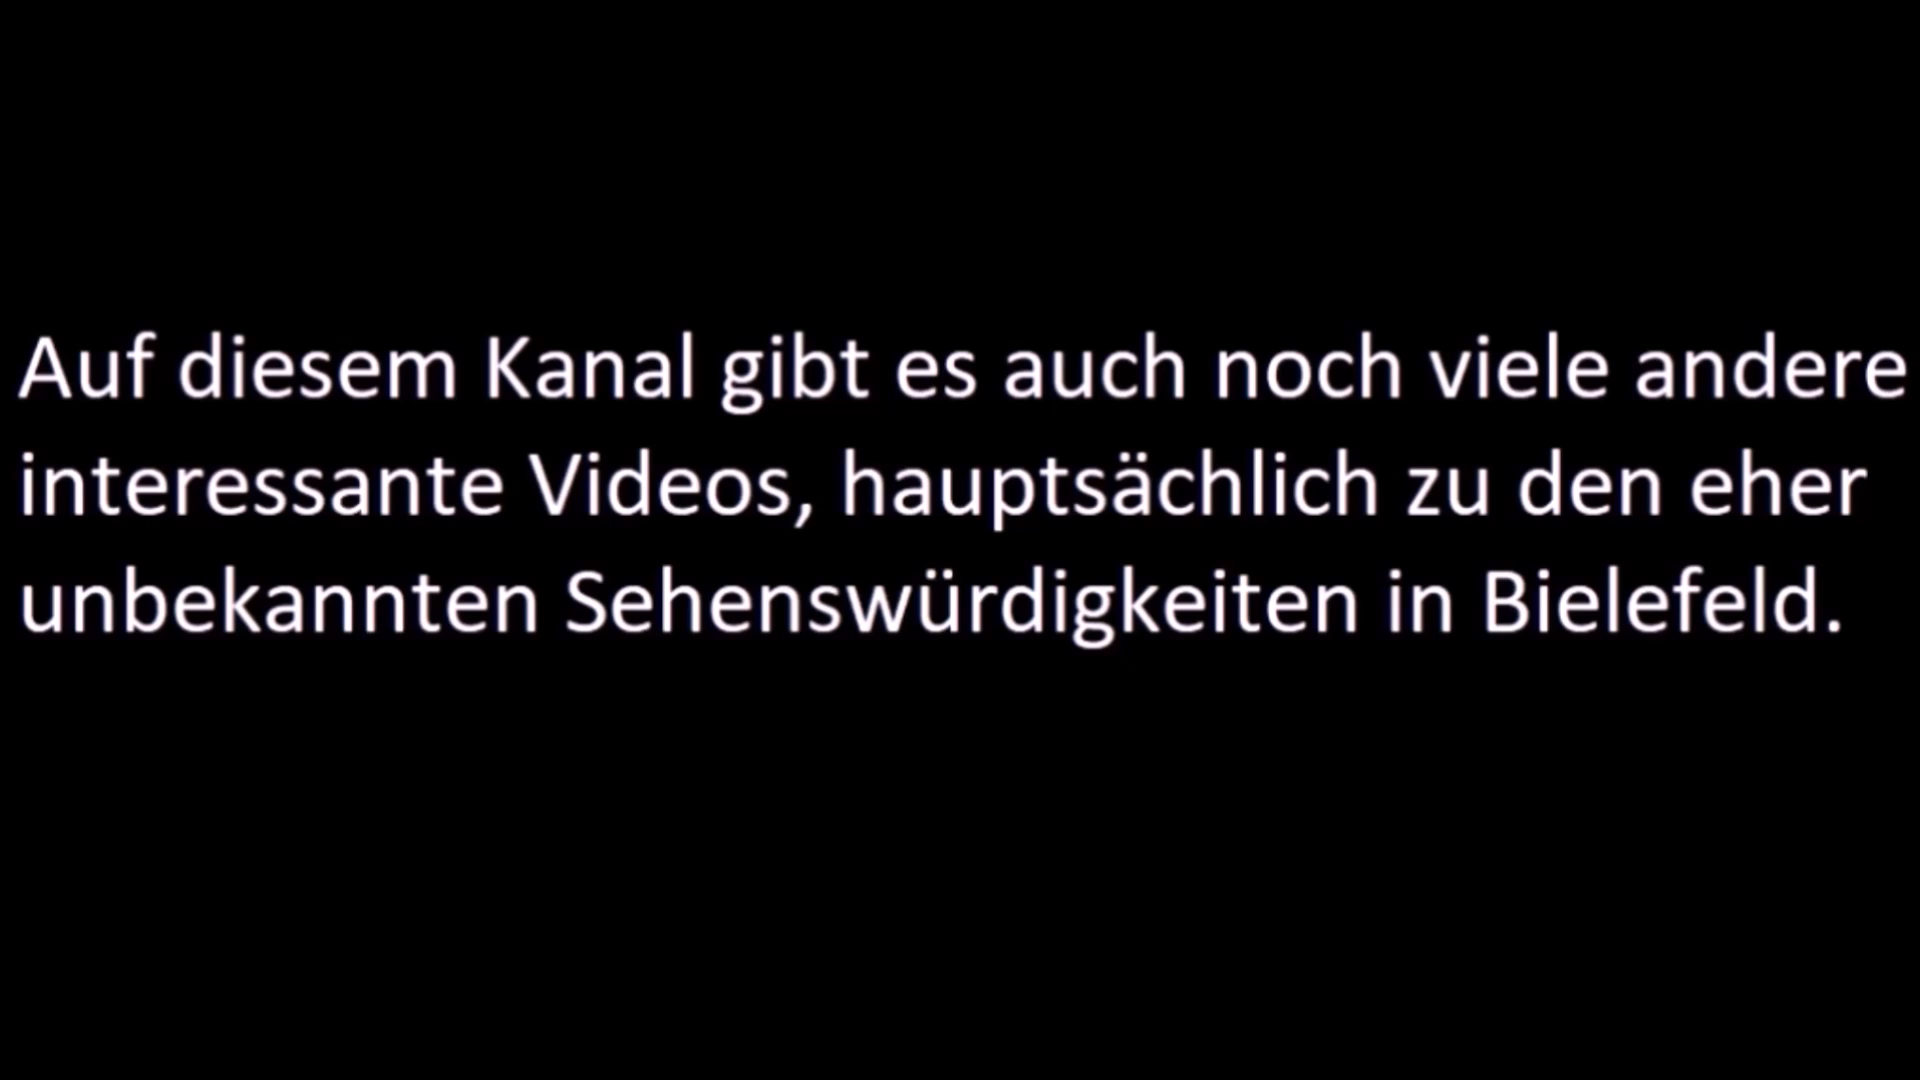 Auf diesem Kanal gibt es auch noch viele andere
interessante Videos, hauptsächlich zu den eher
unbekannten Sehenswürdigkeiten in Bielefeld.